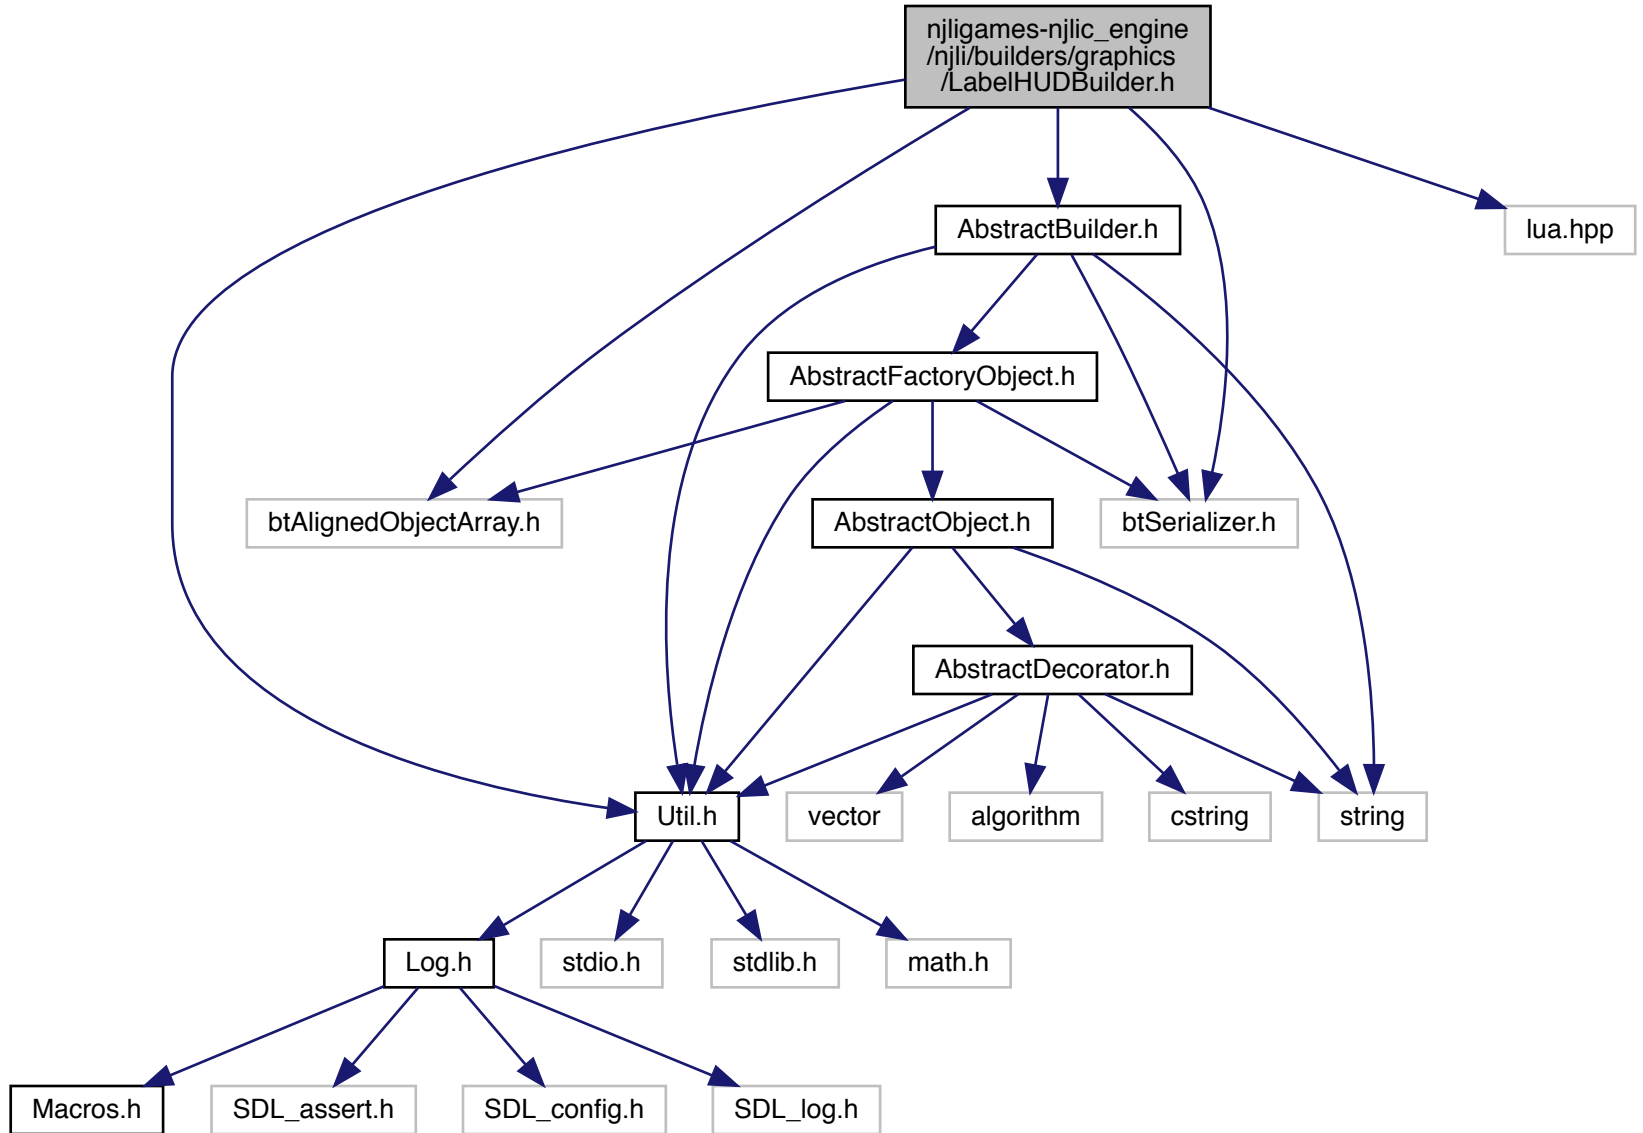 njligames-njlic_engine
/njli/builders/graphics
/LabelHUDBuilder.h
AbstractBuilder.h
lua.hpp
AbstractFactoryObject.h
btAlignedObjectArray.h
AbstractObject.h
btSerializer.h
AbstractDecorator.h
Util.h
vector
algorithm
cstring
string
Log.h
stdio.h
stdlib.h
math.h
Macros.h
SDL_assert.h
SDL_config.h
SDL_log.h